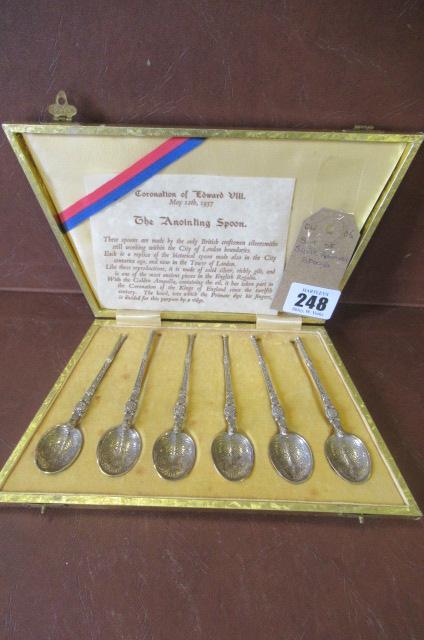 Coronation of Edward VIII.
May 12th, 1937
The Anointing Spoon.
These spoons are made by the only British craftsmen silversmiths
still working within the City of London boundaries.
Each is a replica of the historical spoon made also in the City
centuries ago, and now in the Tower of London.
Like these reproductions, it is made of solid silver, richly gilt, and
is one of the most ancient pieces in the English Regalia.
With the Golden Ampulla, containing the oil, it has taken part in
the Coronation of the Kings of England since the twelfth
century. The bowl, into which the Primate dips his fingers,
is divided for this purpose by a ridge.
HARTLEYS
248